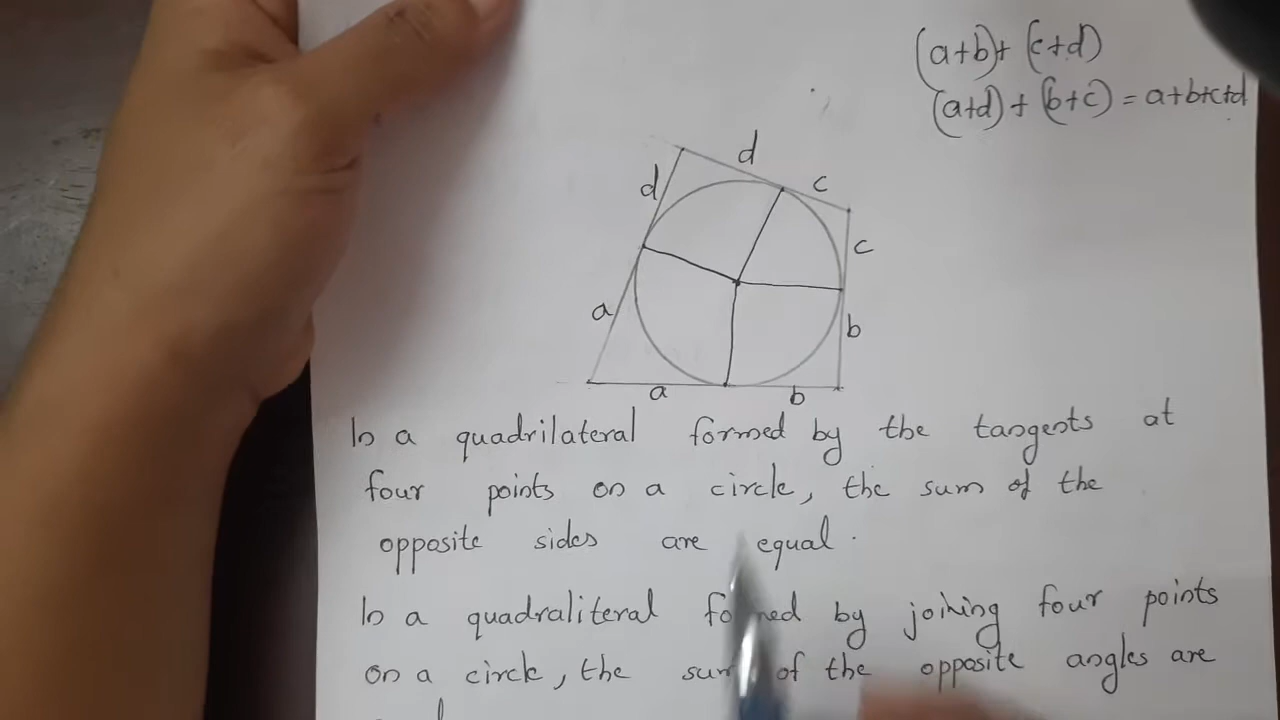 (a+b)+ (c+d)
(a+d) + (b+c) = a+b+c+d
d
d
c
c
a
b
a
b
In a quadrilateral formed by the tangents at
four points on a circle, the sum of the
opposite sides are equal.
In a quadraliteral by joining four points
on a circle, the sum of the opposite angles are